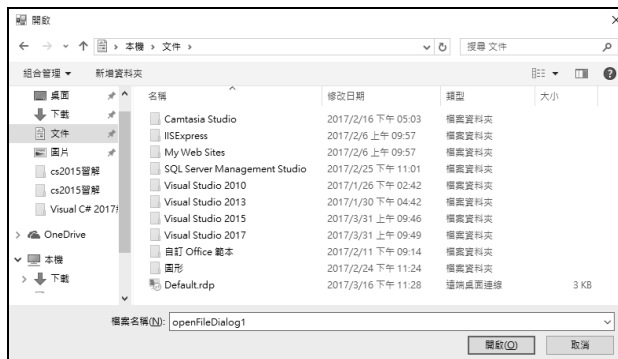 開啟
本機 › 文件 ›
搜尋 文件
組合管理
新增資料夾
桌面
下載
文件
圖片
cs2015習解
cs2015習解
Visual C# 2017
OneDrive
本機
下載
名稱 修改日期 類型 大小
Camtasia Studio 2017/2/16 下午 05:03 檔案資料夾
IISExpress 2017/2/6 上午 09:57 檔案資料夾
My Web Sites 2017/2/6 上午 09:57 檔案資料夾
SQL Server Management Studio 2017/2/25 下午 11:01 檔案資料夾
Visual Studio 2010 2017/1/26 下午 02:42 檔案資料夾
Visual Studio 2013 2017/1/30 下午 04:42 檔案資料夾
Visual Studio 2015 2017/3/31 上午 09:46 檔案資料夾
Visual Studio 2017 2017/3/31 上午 09:49 檔案資料夾
自訂 Office 範本 2017/2/11 下午 09:14 檔案資料夾
圖形 2017/2/24 下午 11:24 檔案資料夾
Default.rdp 2017/3/16 下午 11:28 遠端桌面連線 3 KB
檔案名稱(N): openFileDialog1
開啟(O) 取消